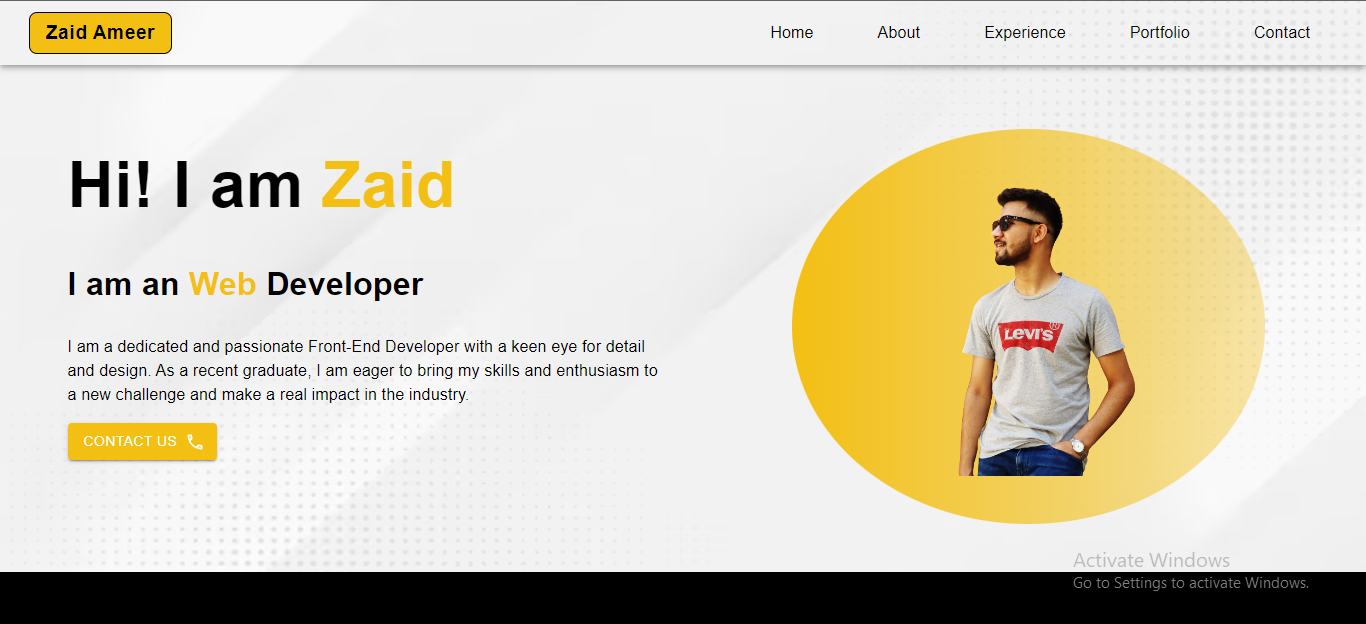 Zaid Ameer
Home
About
Experience
Portfolio
Contact
Hi! I am Zaid
I am an Web Developer
I am a dedicated and passionate Front-End Developer with a keen eye for detail
and design. As a recent graduate, I am eager to bring my skills and enthusiasm to
a new challenge and make a real impact in the industry.
CONTACT US
LEVI'S®
Activate Windows
Go to Settings to activate Windows.